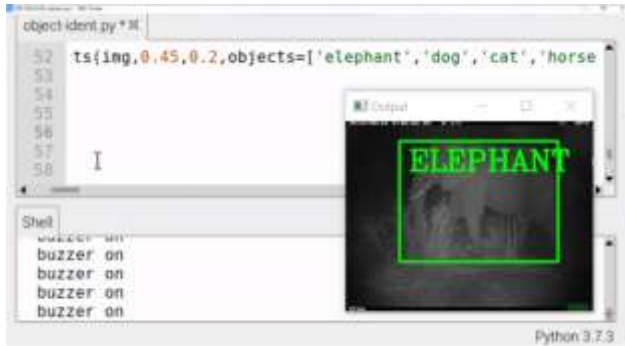 object-ident.py * ✕
52 ts(img,0.45,0.2,objects=['elephant','dog','cat','horse
53
54
55
56
57
58
Output
ELEPHANT
Shell
buzzer on
buzzer on
buzzer on
buzzer on
buzzer on
Python 3.7.3